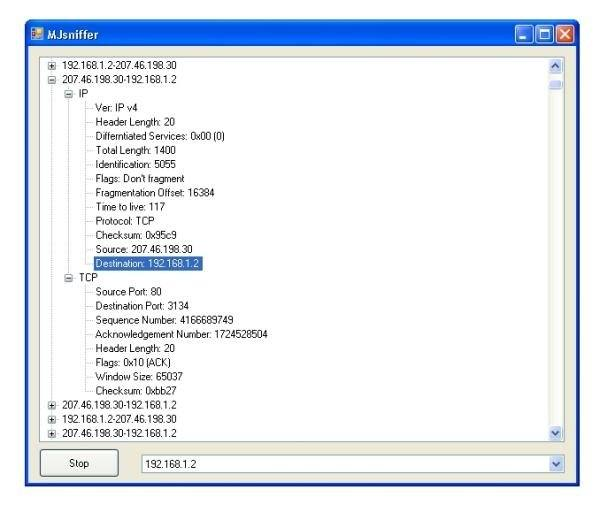 MJsniffer
192.168.1.2-207.46.198.30
207.46.198.30-192.168.1.2
IP
Ver: IP v4
Header Length: 20
Differntiated Services: 0x00 (0)
Total Length: 1400
Identification: 5055
Flags: Don't fragment
Fragmentation Offset: 16384
Time to live: 117
Protocol: TCP
Checksum: 0x95c9
Source: 207.46.198.30
Destination: 192.168.1.2
TCP
Source Port: 80
Destination Port: 3134
Sequence Number: 4166689749
Acknowledgement Number: 1724528504
Header Length: 20
Flags: 0x10 (ACK)
Window Size: 65037
Checksum: 0xbb27
207.46.198.30-192.168.1.2
192.168.1.2-207.46.198.30
207.46.198.30-192.168.1.2
Stop
192.168.1.2